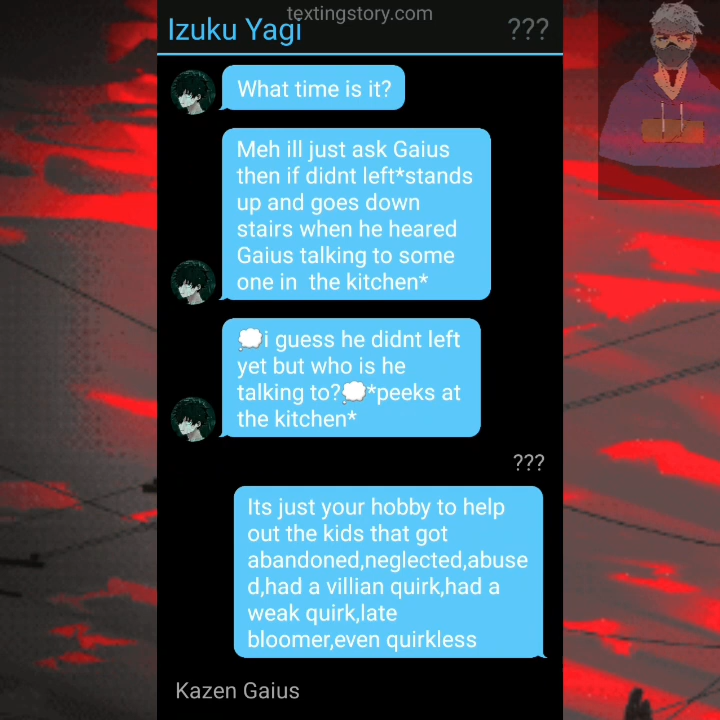 textingstory.com
Izuku Yagi
???
What time is it?
Meh ill just ask Gaius
then if didnt left*stands
up and goes down
stairs when he heared
Gaius talking to some
one in the kitchen*
💭i guess he didnt left
yet but who is he
talking to?💭*peeks at
the kitchen*
???
Its just your hobby to help
out the kids that got
abandoned,neglected,abuse
d,had a villian quirk,had a
weak quirk,late
bloomer,even quirkless
Kazen Gaius